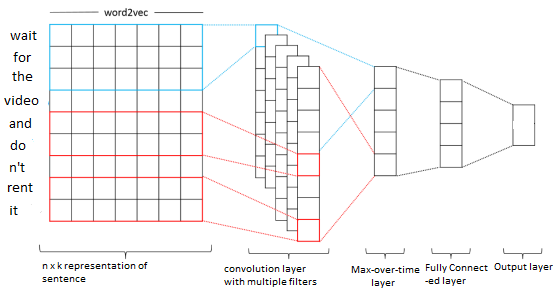 word2vec
wait
for
the
video
and
do
n't
rent
it
n x k representation of
sentence
convolution layer
with multiple filters
Max-over-time
layer
Fully Connect
-ed layer
Output layer